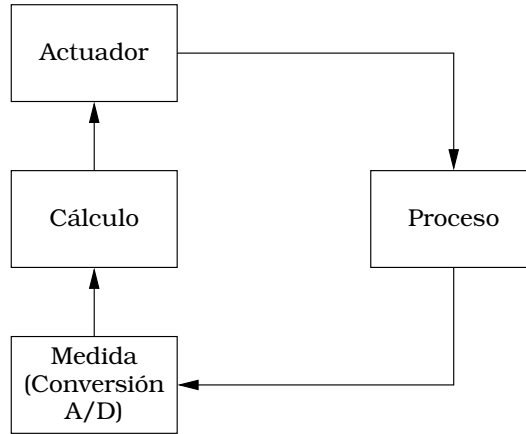 Actuador
Cálculo
Proceso
Medida
(Conversión
A/D)